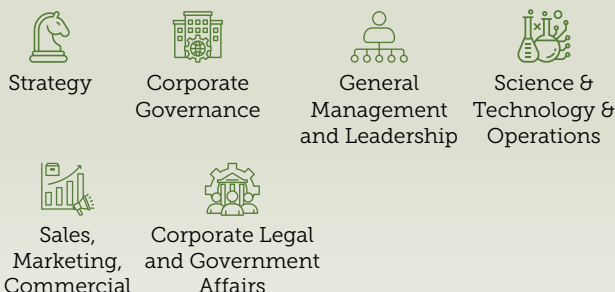 Strategy
Corporate
Governance
General
Management
and Leadership
Science &
Technology &
Operations
Sales,
Marketing,
Commercial
Corporate Legal
and Government
Affairs